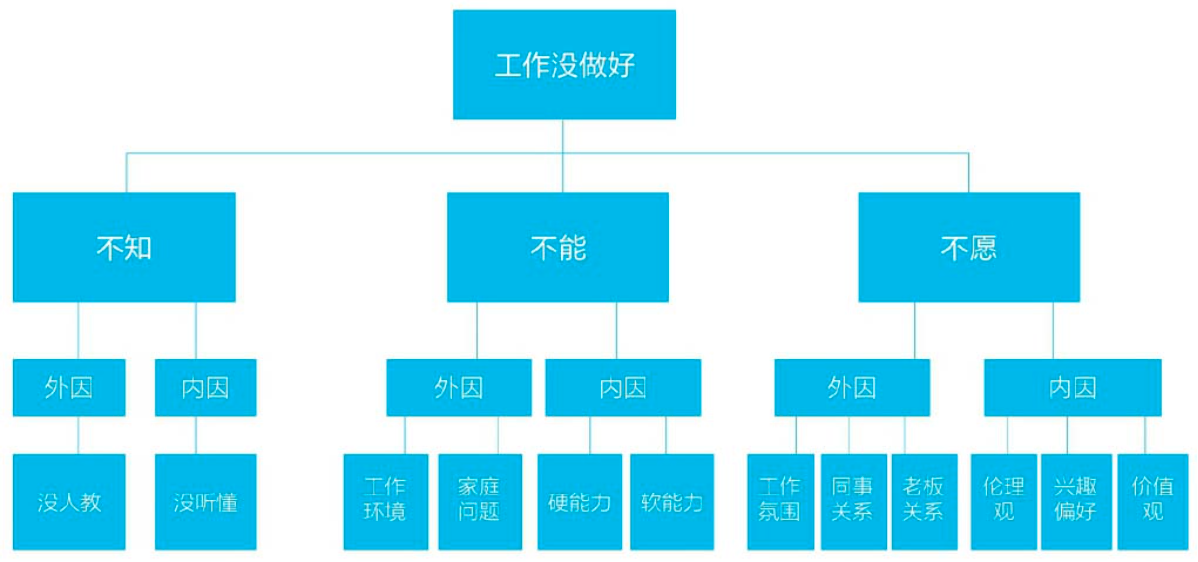 工作没做好
不知
不能
不愿
外因
内因
外因
内因
外因
内因
没人教
没听懂
工作
环境
家庭
问题
硬能力
软能力
工作
氛围
同事
关系
老板
关系
伦理
观
兴趣
偏好
价值
观